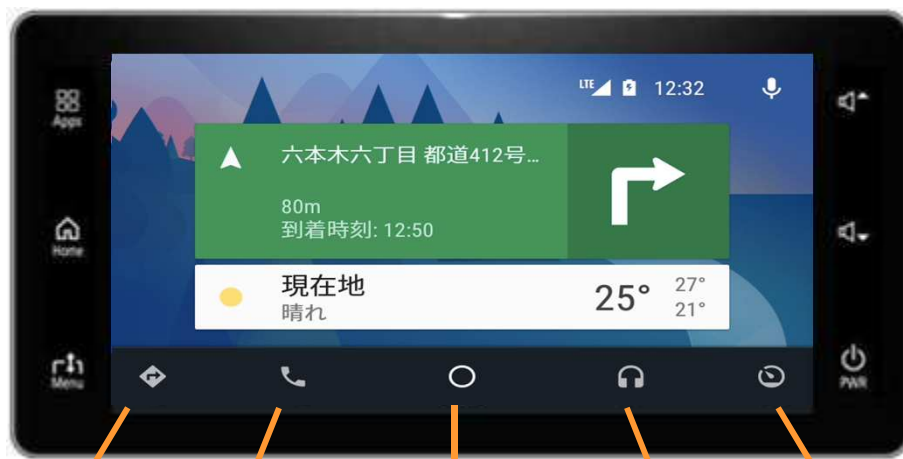 LTE 12:32
Apps
六本木六丁目 都道412号...
80m
到着時刻: 12:50
Home
現在地
晴れ
25°
27°
21°
Menu
PWR